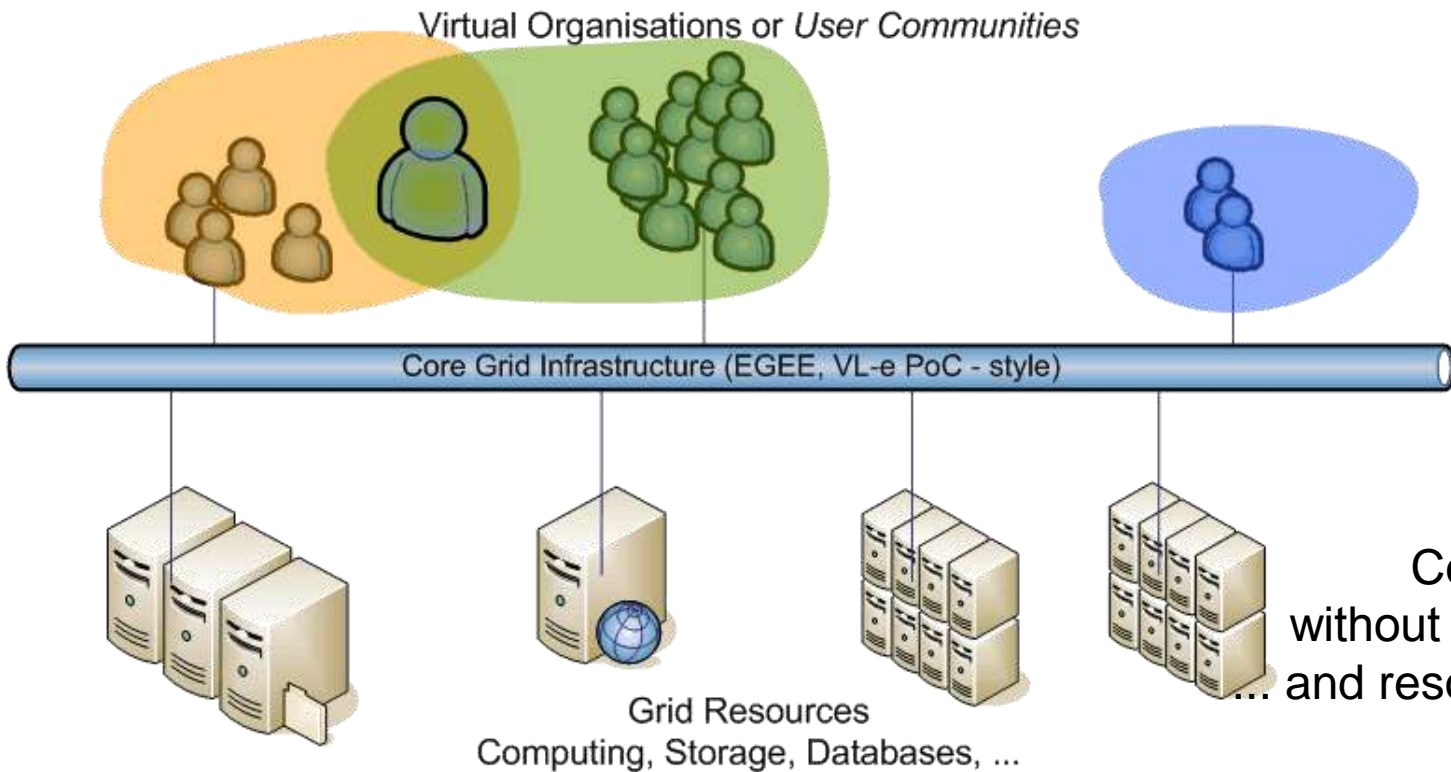 Virtual Organisations or User Communities
Core Grid Infrastructure (EGEE, VL-e PoC - style)
without
... and
Grid Resources
Computing, Storage, Databases, ...